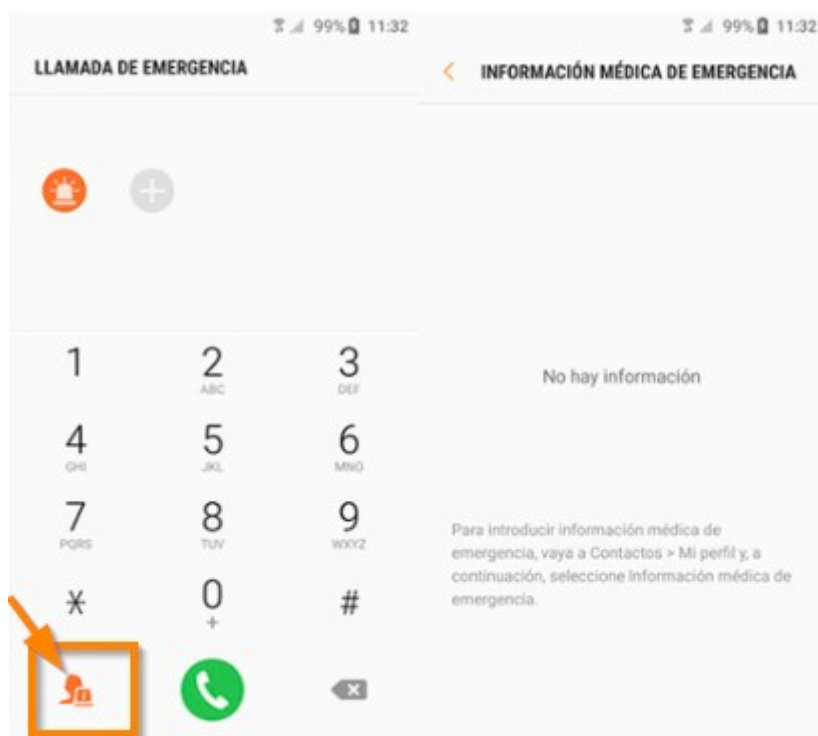 99% 11:32
LLAMADA DE EMERGENCIA
1
2
ABC
3
DEF
4
GHI
5
JKL
6
MNO
7
PQRS
8
TUV
9
WXYZ
*
0
+
#
99% 11:32
INFORMACIÓN MÉDICA DE EMERGENCIA
No hay información
Para introducir información médica de
emergencia, vaya a Contactos > Mi perfil y, a
continuación, seleccione Información médica de
emergencia.